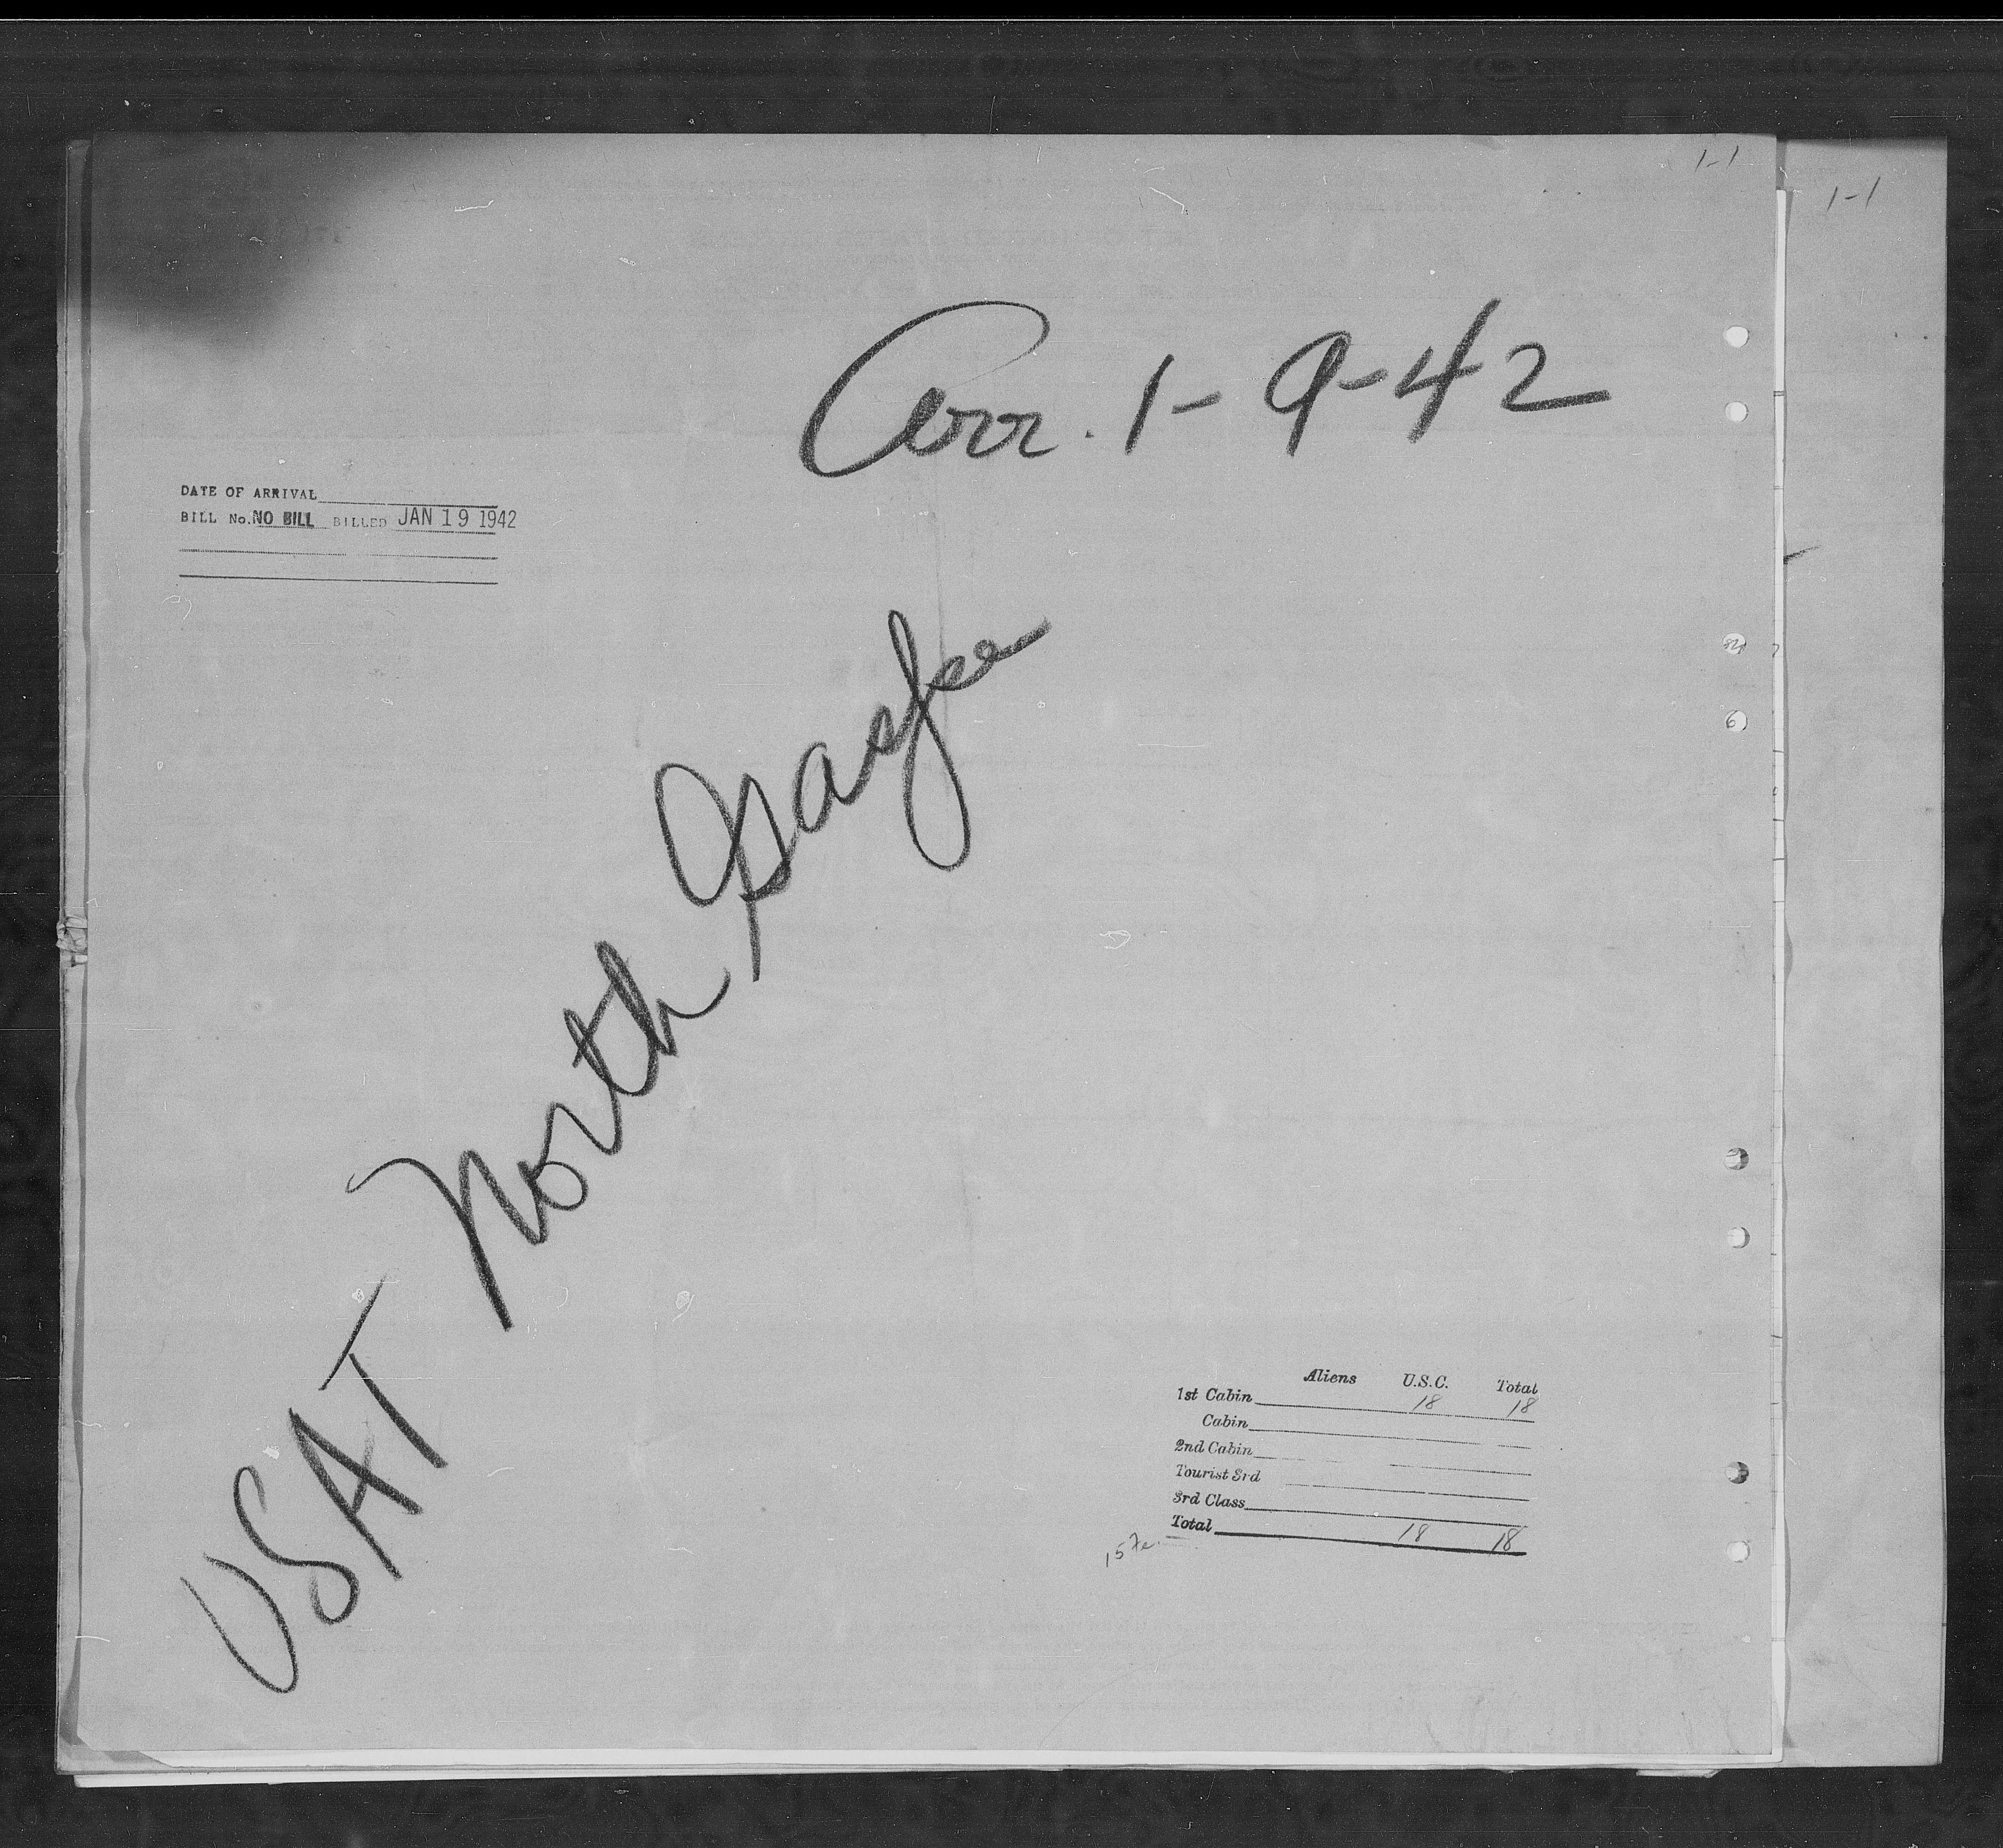 1-1
1-1
Arr. 1-9-42
DATE OF ARRIVAL
BILL No. NO BILL BILLED JAN 19 1942
USAT North Gaspe
Aliens U.S.C. Total
1st Cabin 18 18
Cabin
2nd Cabin
Tourist 3rd
3rd Class
Total 18 18